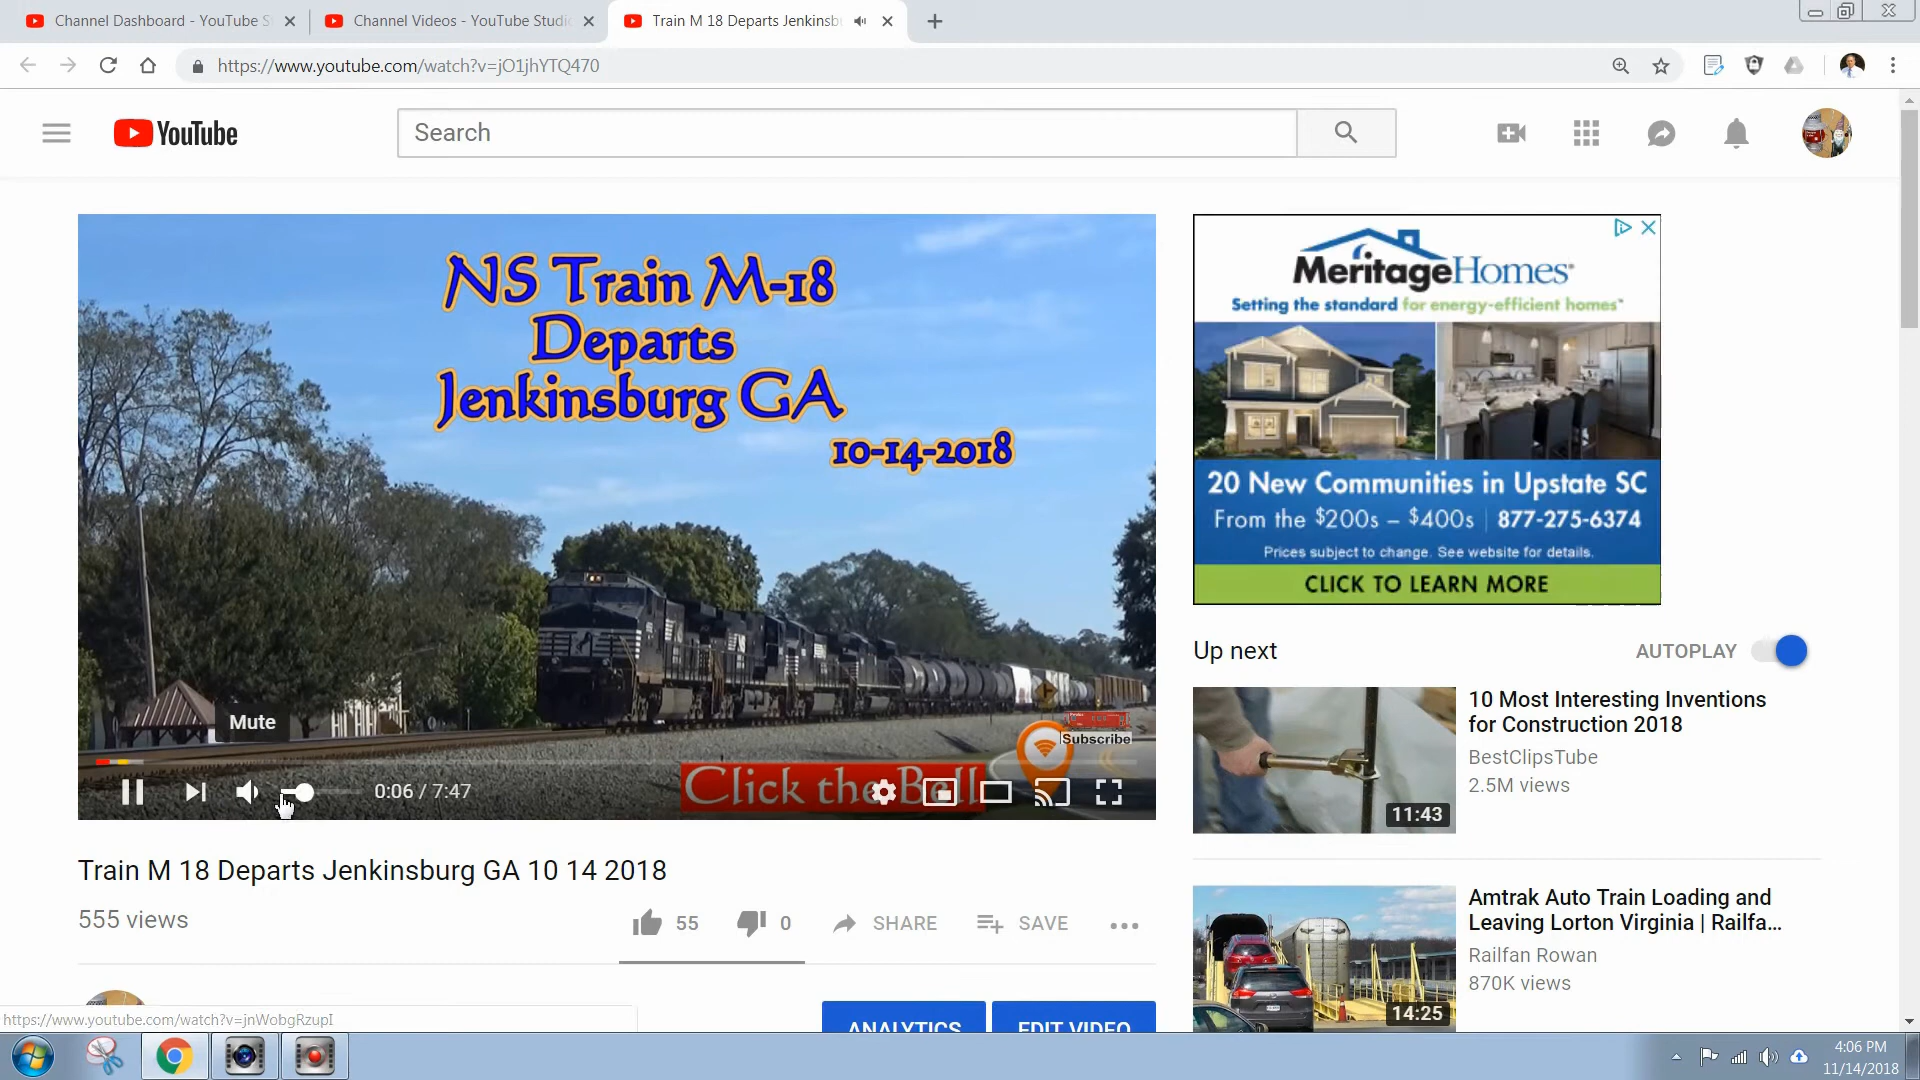 Channel Dashboard - YouTube S
Channel Videos - YouTube Studi
Train M 18 Departs Jenkinsb
https://www.youtube.com/watch?v=jO1jhYTQ470
YouTube
Search
NS Train M-18
Departs
Jenkinsburg GA
10-14-2018
Mute
Subscribe
Click the Bell
0:06 / 7:47
MeritageHomes®
Setting the standard for energy-efficient homes™
20 New Communities in Upstate SC
From the $200s – $400s | 877-275-6374
Prices subject to change. See website for details.
CLICK TO LEARN MORE
Up next
AUTOPLAY
10 Most Interesting Inventions
for Construction 2018
BestClipsTube
2.5M views
11:43
Train M 18 Departs Jenkinsburg GA 10 14 2018
555 views
55
0
SHARE
SAVE
Amtrak Auto Train Loading and
Leaving Lorton Virginia | Railfa...
Railfan Rowan
870K views
14:25
ANALYTICS
EDIT VIDEO
https://www.youtube.com/watch?v=jnWobgRzupI
4:06 PM
11/14/2018